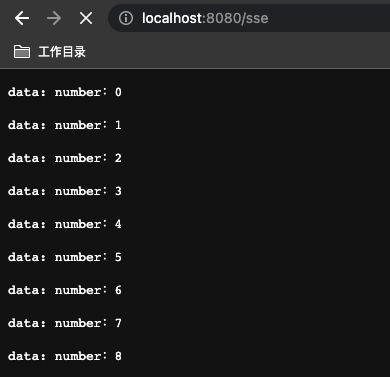 localhost:8080/sse
工作目录
data: number: 0
data: number: 1
data: number: 2
data: number: 3
data: number: 4
data: number: 5
data: number: 6
data: number: 7
data: number: 8